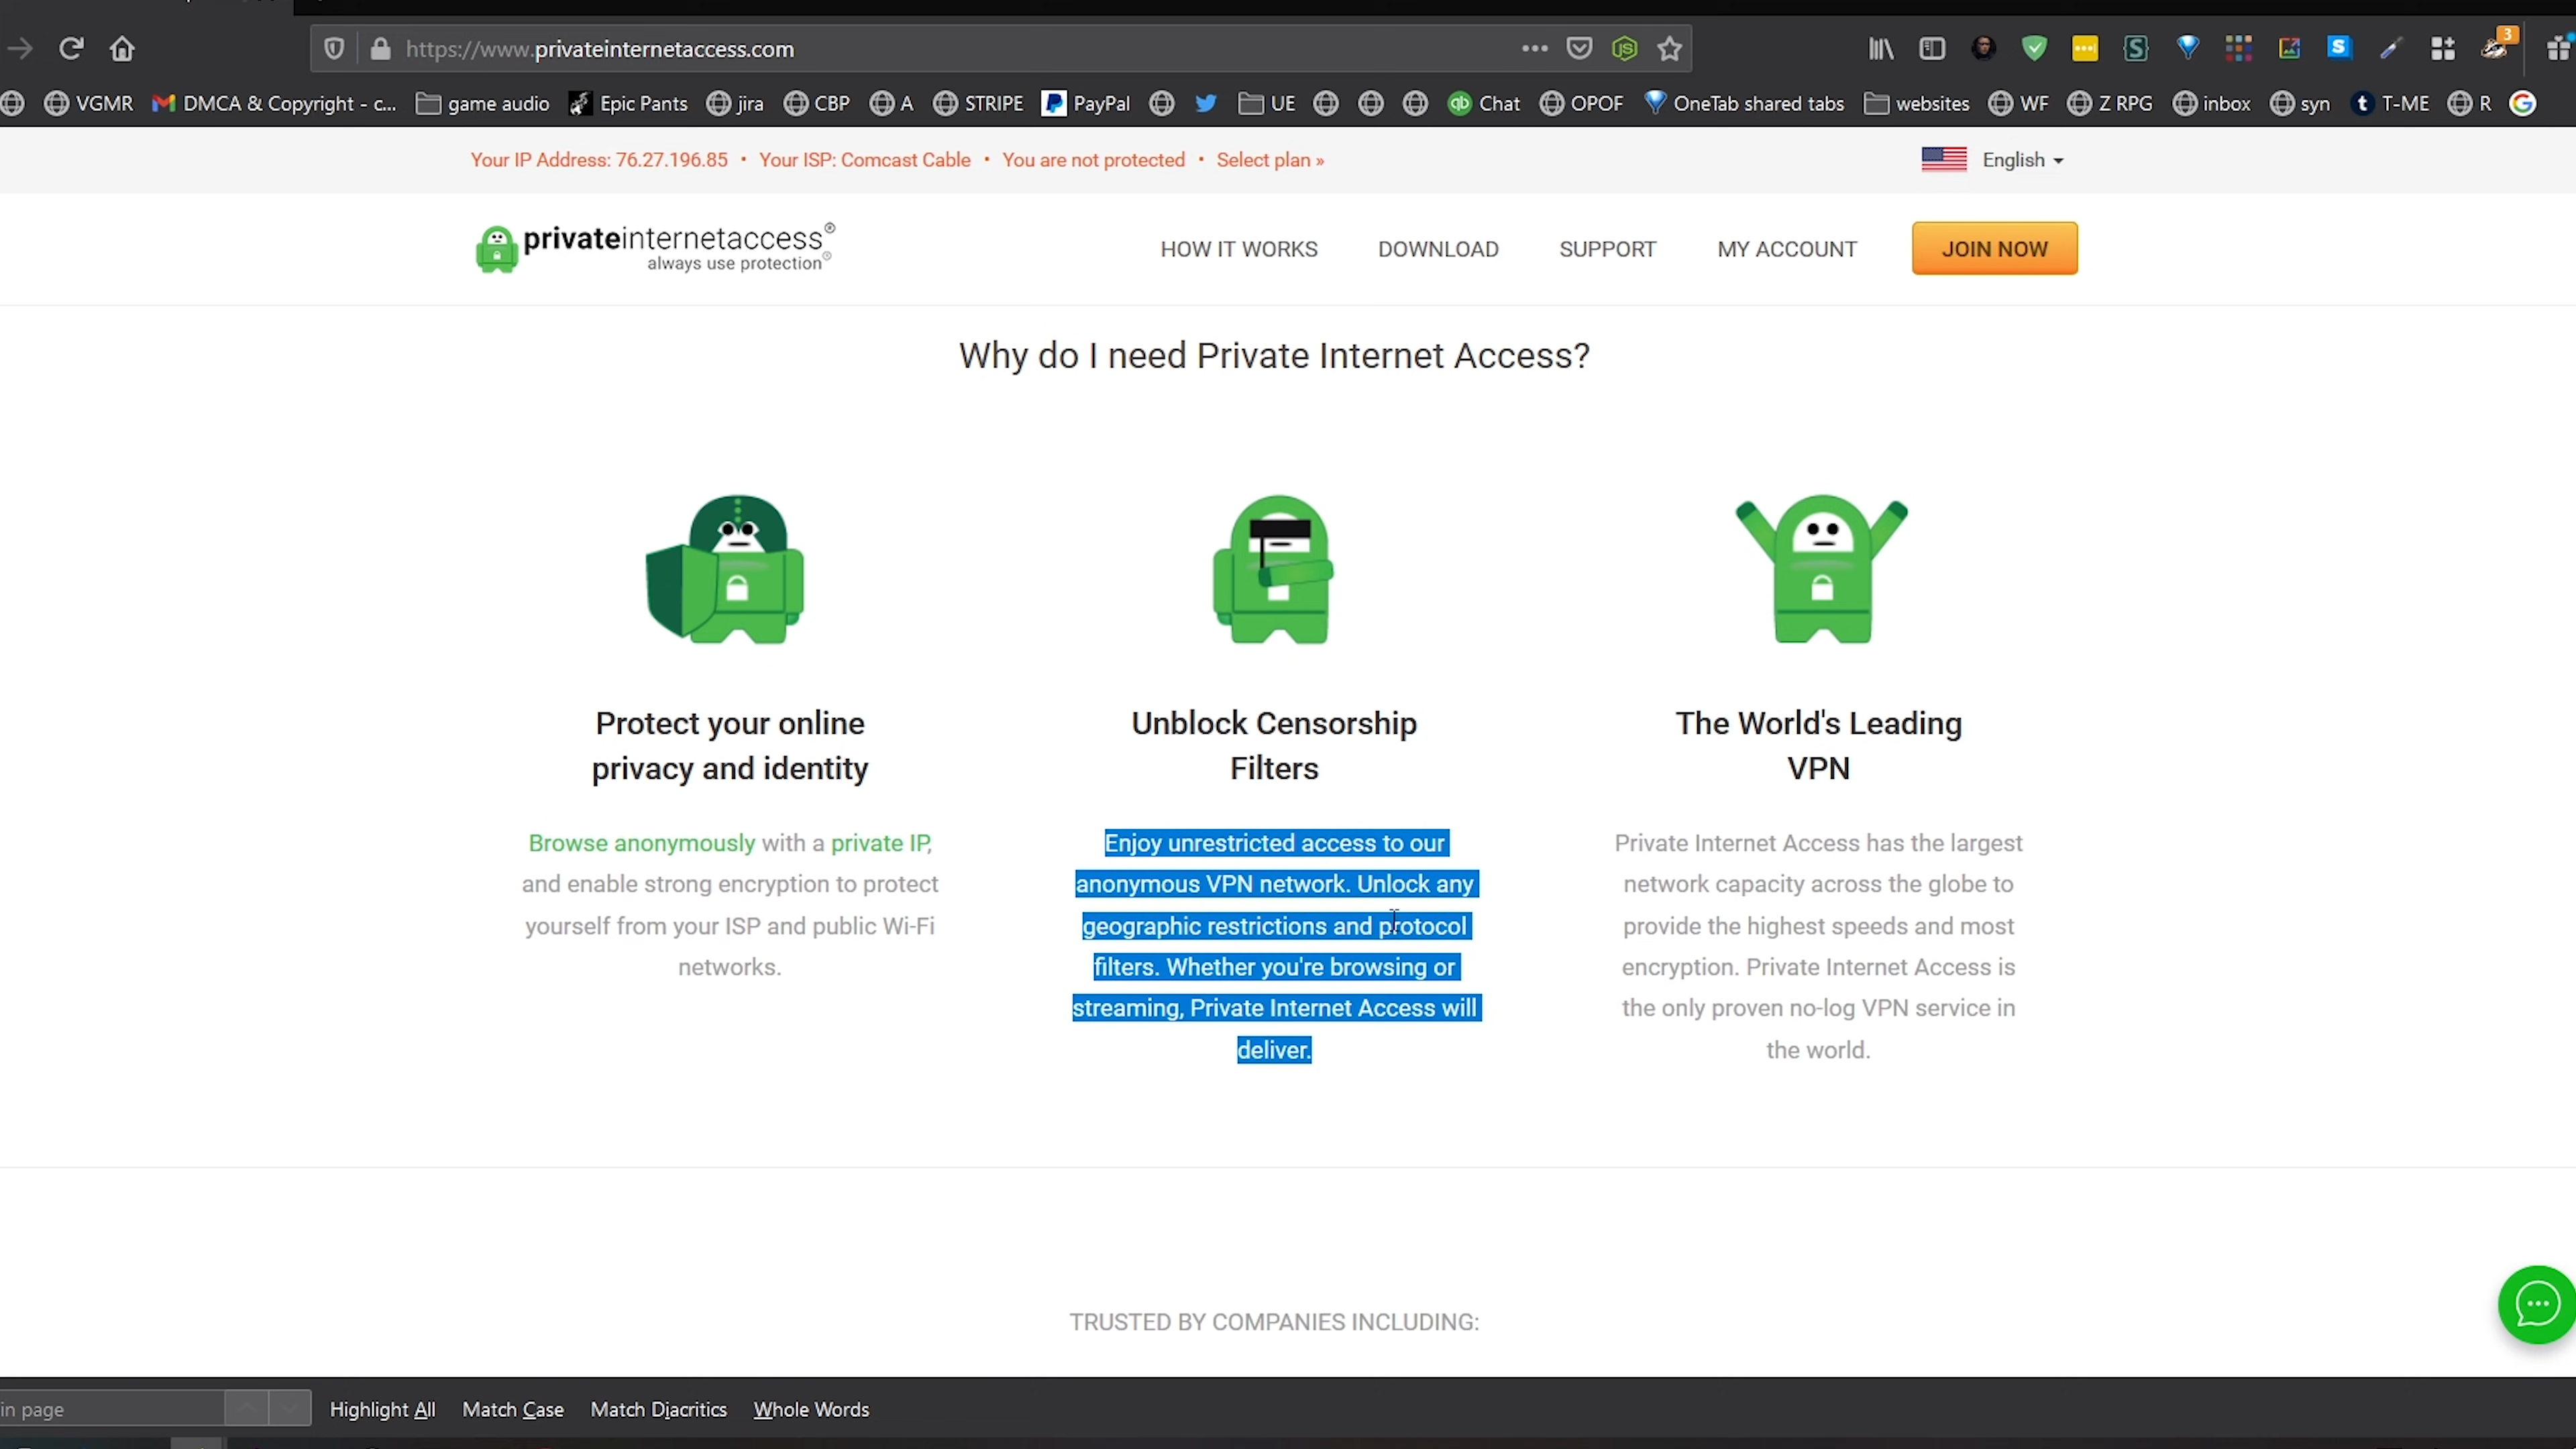 https://www.privateinternetaccess.com
3
VGMR DMCA & Copyright - c... game audio Epic Pants jira CBP A STRIPE PayPal UE Chat OPOF OneTab shared tabs websites WF Z RPG inbox syn T-ME R
Your IP Address: 76.27.196.85 • Your ISP: Comcast Cable • You are not protected • Select plan »
English
privateinternetaccess®
always use protection®
HOW IT WORKS DOWNLOAD SUPPORT MY ACCOUNT JOIN NOW
Why do I need Private Internet Access?
Protect your online
privacy and identity
Browse anonymously with a private IP,
and enable strong encryption to protect
yourself from your ISP and public Wi-Fi
networks.
Unblock Censorship
Filters
Enjoy unrestricted access to our
anonymous VPN network. Unlock any
geographic restrictions and protocol
filters. Whether you're browsing or
streaming, Private Internet Access will
deliver.
The World's Leading
VPN
Private Internet Access has the largest
network capacity across the globe to
provide the highest speeds and most
encryption. Private Internet Access is
the only proven no-log VPN service in
the world.
TRUSTED BY COMPANIES INCLUDING:
in page Highlight All Match Case Match Diacritics Whole Words